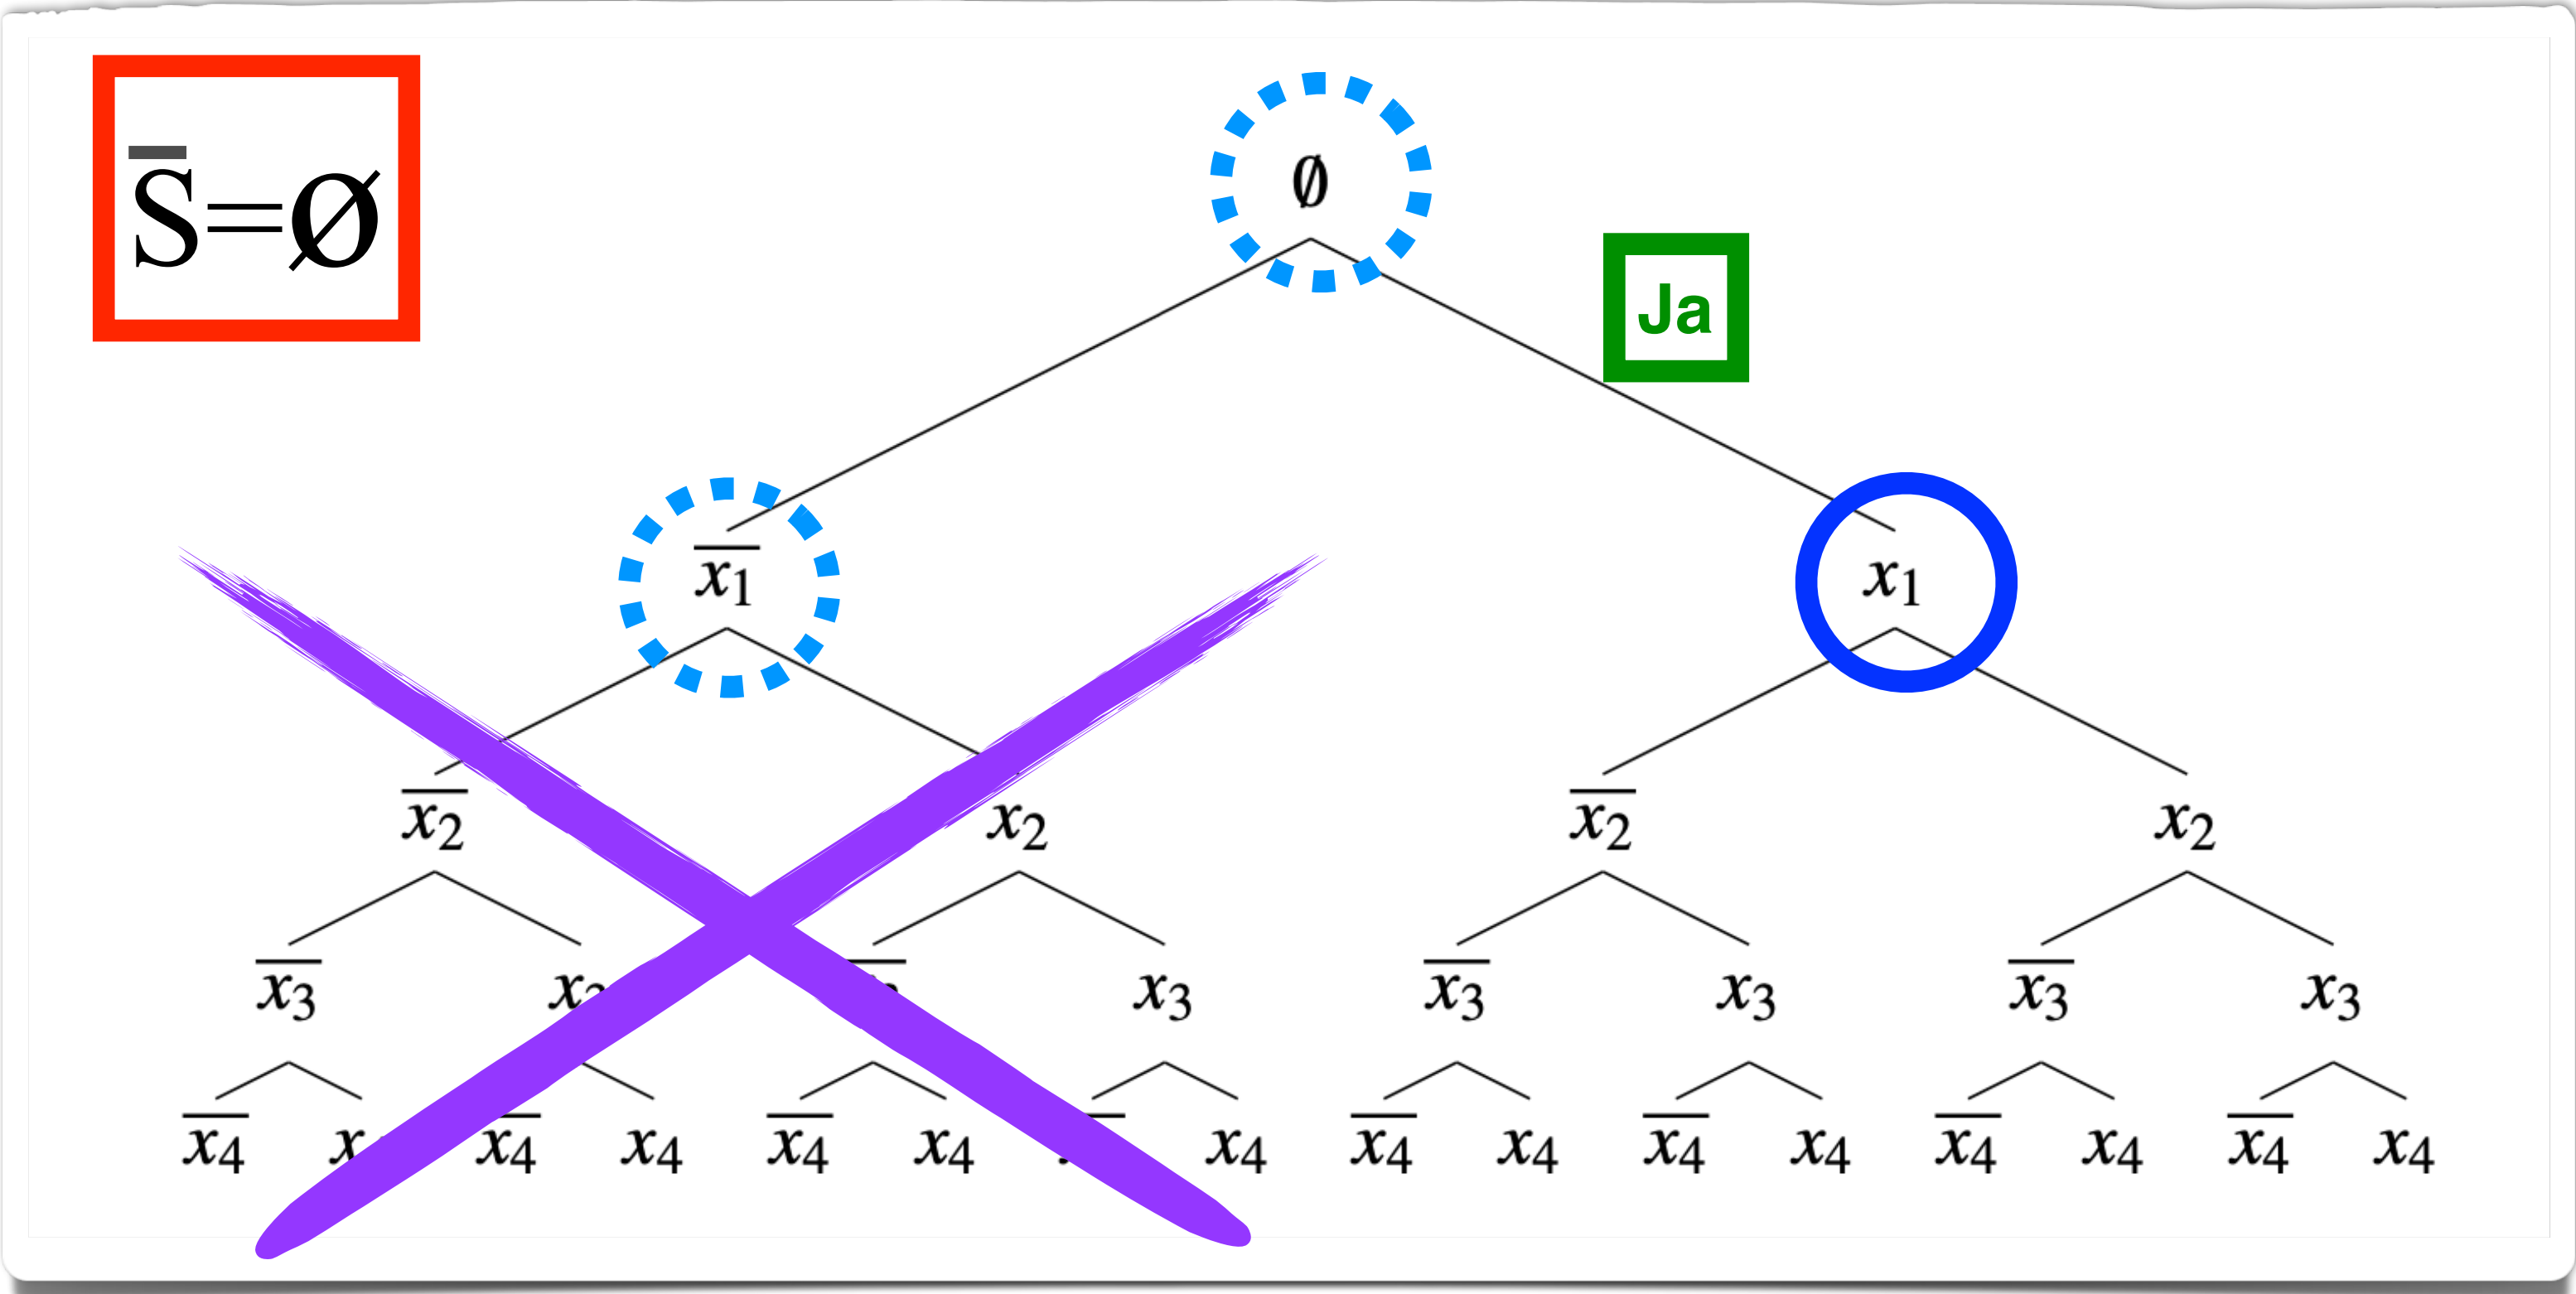 S̅=Ø
∅
Ja
x̅₁ x₁
x̅₂ x₂ x̅₂ x₂
x̅₃ x₃ x̅₃ x₃ x̅₃ x₃
x̅₄ x̅₄ x₄ x̅₄ x₄ x₄ x̅₄ x₄ x̅₄ x₄ x̅₄ x₄ x̅₄ x₄